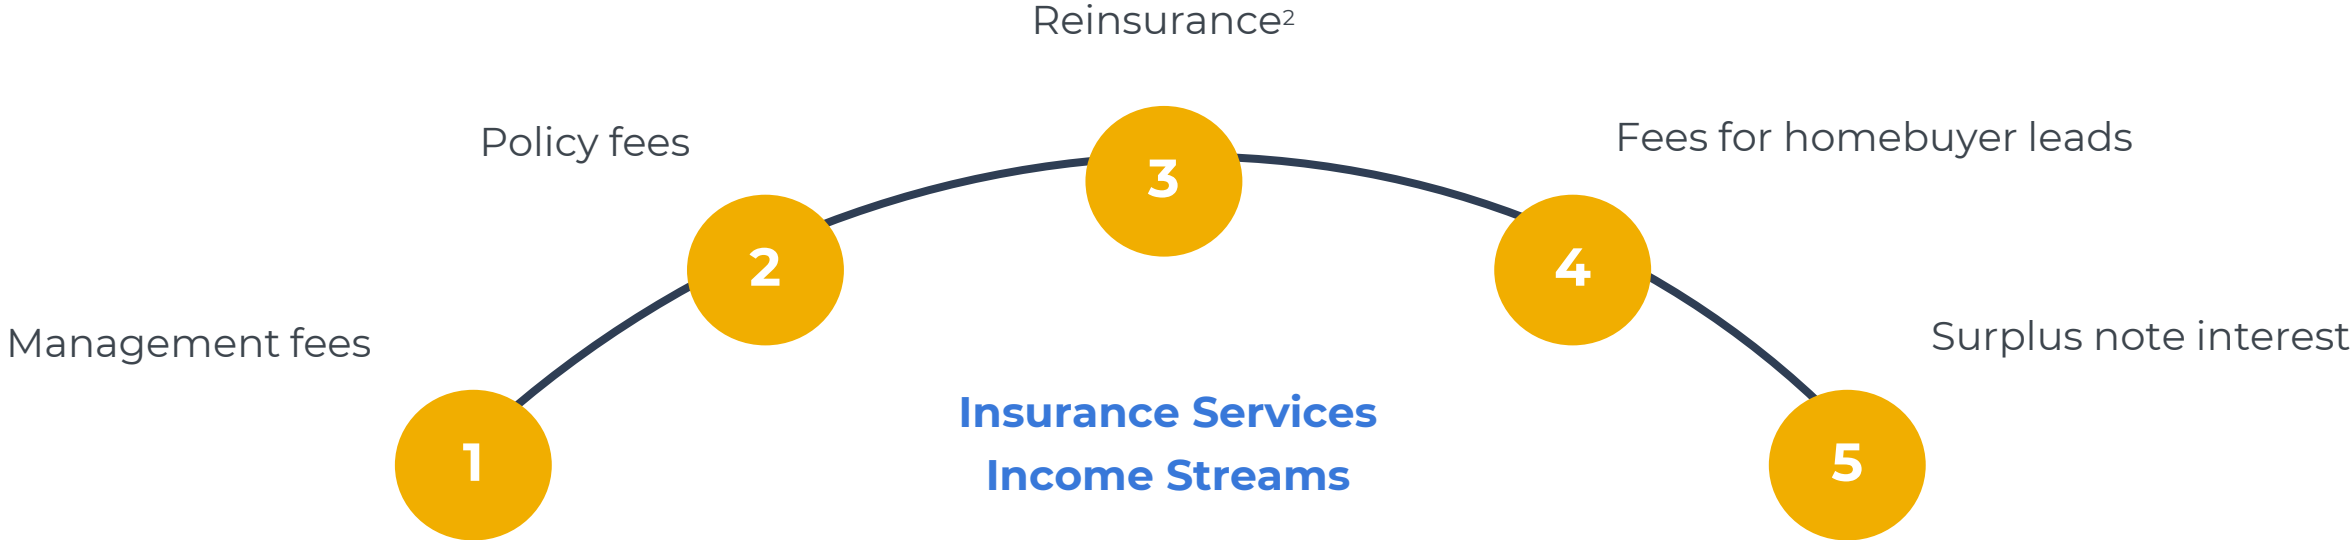 Reinsurance²
Policy fees
Fees for homebuyer leads
3
2
4
Management fees
Surplus note interest
Insurance Services
Income Streams
1
5